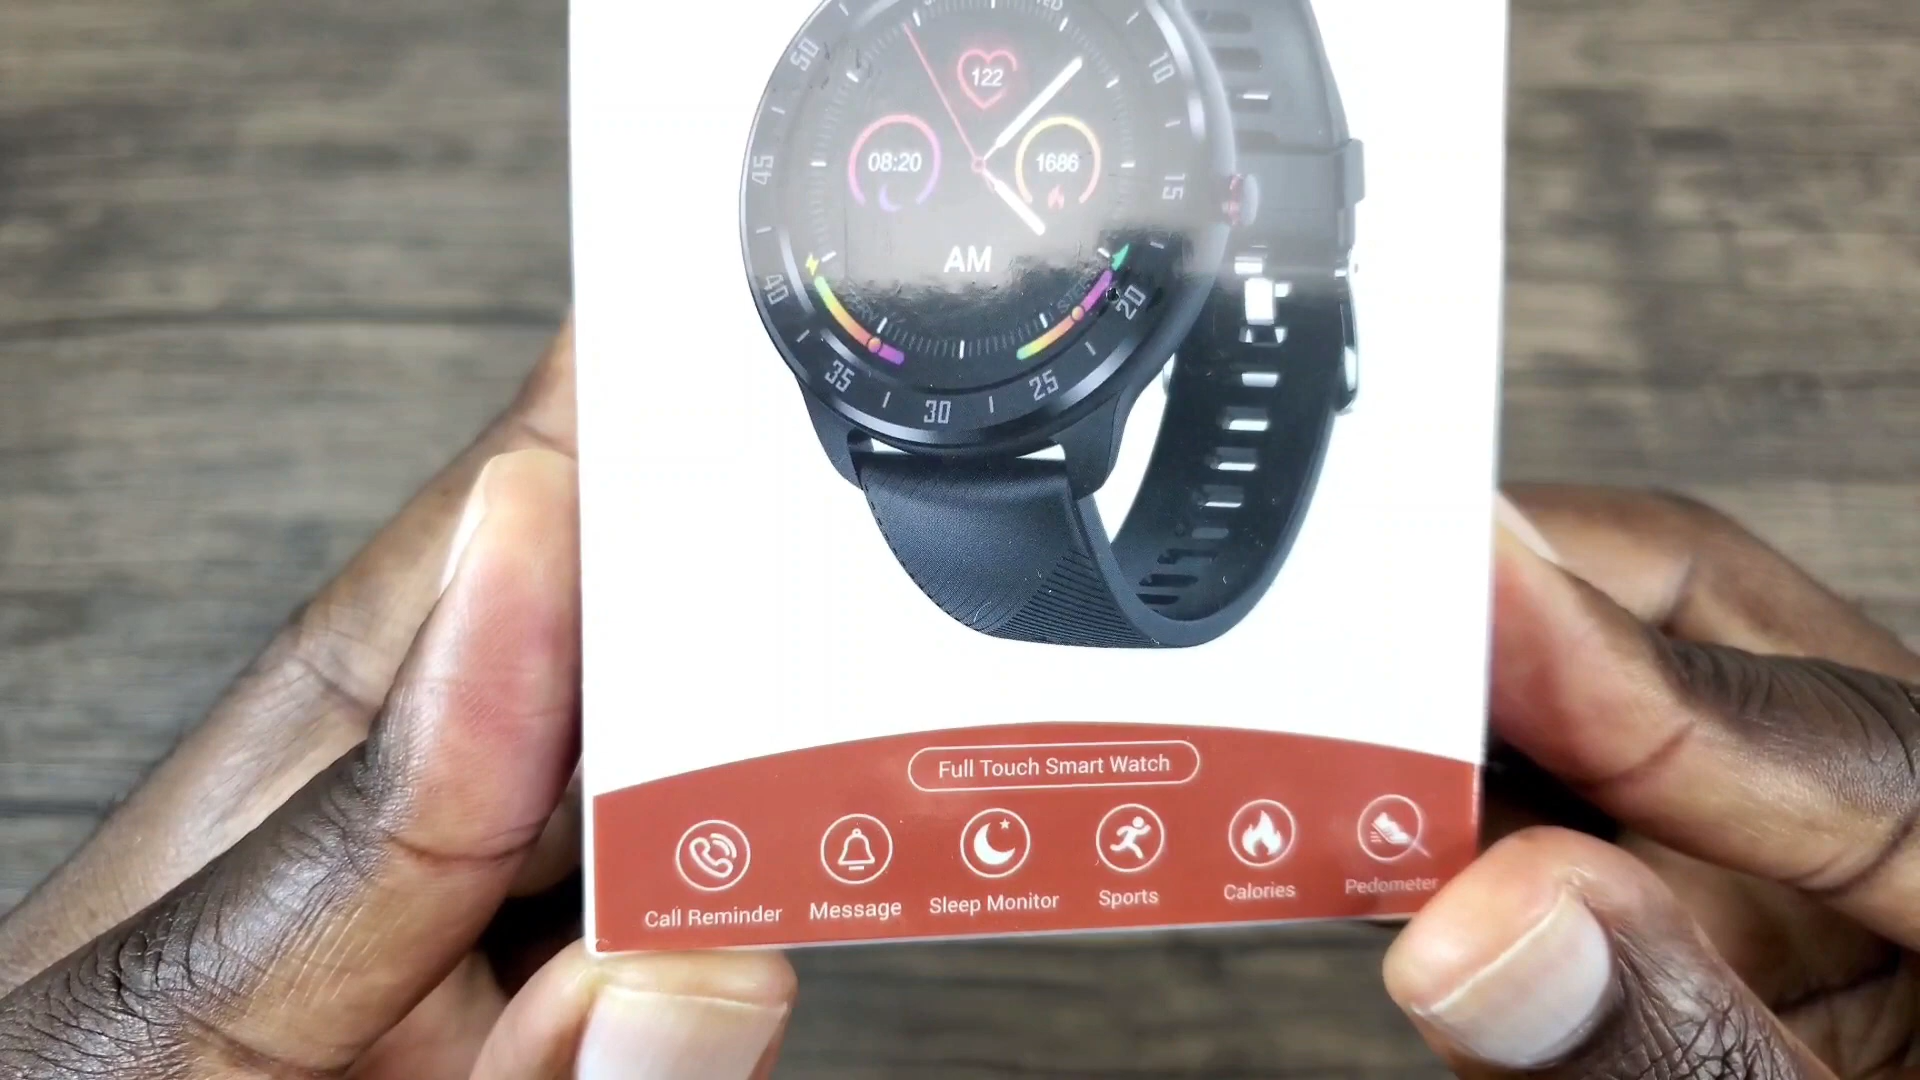 50
10
122
45
08:20
1686
15
AM
40
20
35
25
30
Full Touch Smart Watch
Call Reminder
Message
Sleep Monitor
Sports
Calories
Pedometer